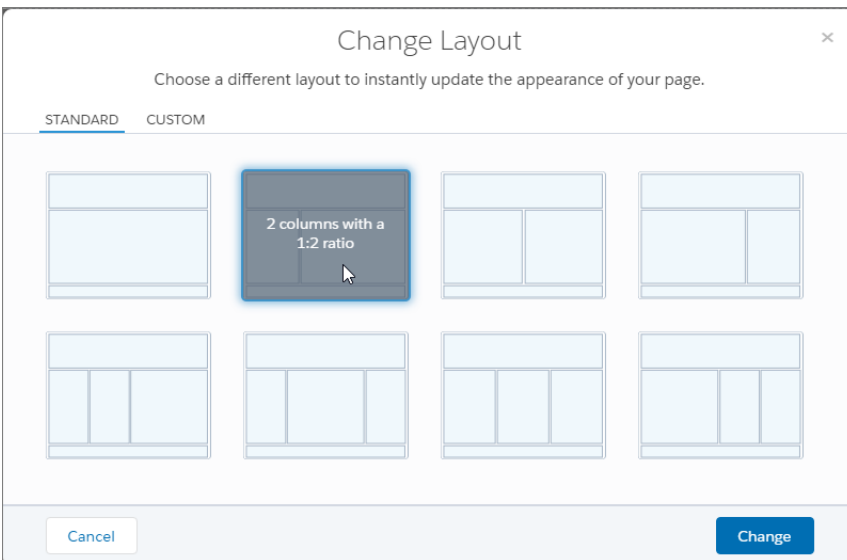 Change Layout
×
Choose a different layout to instantly update the appearance of your page.
STANDARD CUSTOM
2 columns with a
1:2 ratio
Cancel Change